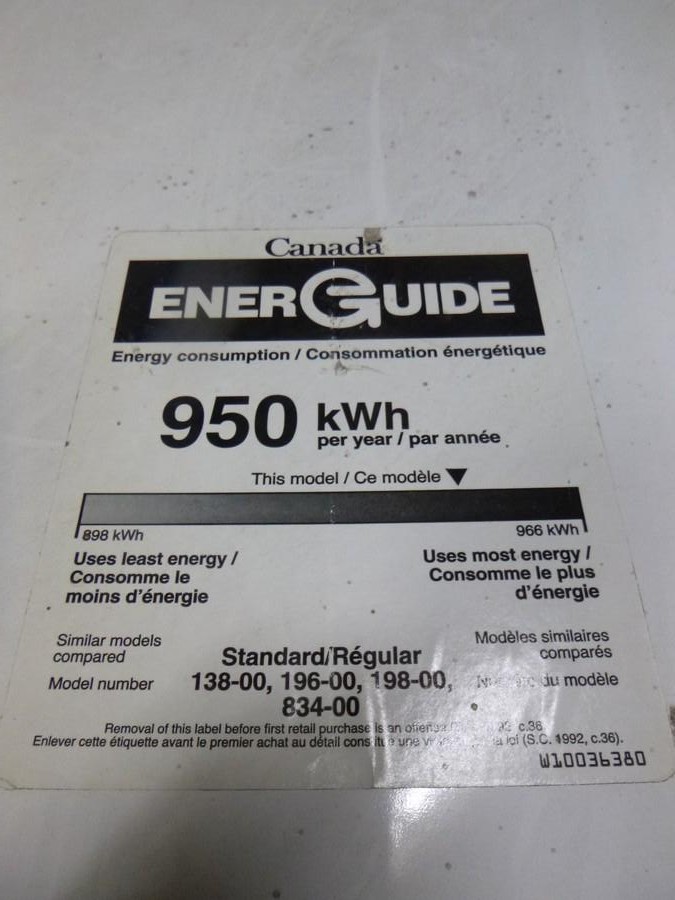 Canada
ENERGUIDE
Energy consumption / Consommation énergétique
950 kWh
per year / par année
This model / Ce modèle
898 kWh
966 kWh
Uses least energy /
Consomme le
moins d'énergie
Uses most energy /
Consomme le plus
d'énergie
Similar models
compared
Standard/Régular
Modèles similaires
comparés
Model number
138-00, 196-00, 198-00,
834-00
du modèle
Removal of this label before first retail purchase is an c.36
Enlever cette étiquette avant le premier achat au détail constitue une loi (S.C. 1992, c.36).
W10036380